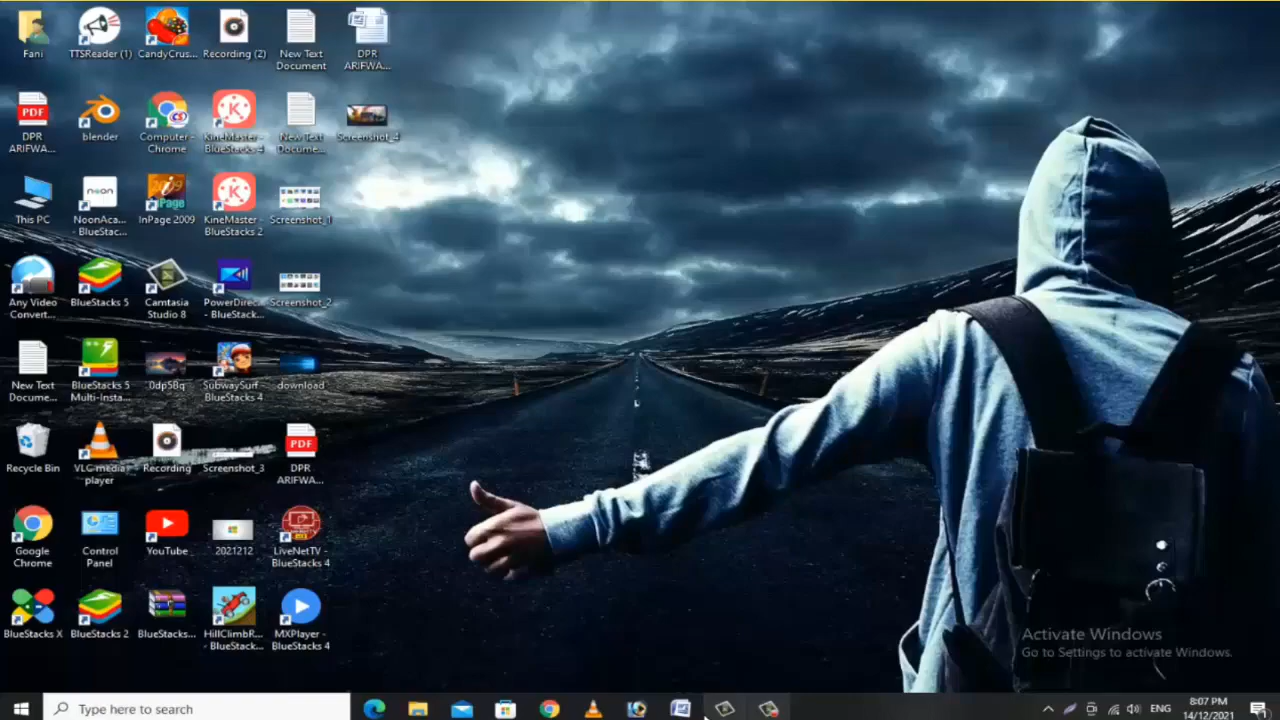 Fani
TTSReader (1)
CandyCrus...
Recording (2)
New Text
Document
DPR
ARIFWA...
PDF
DPR
ARIFWA...
blender
Computer -
Chrome
KineMaster -
BlueStacks 4
New Text
Docume...
Screenshot_4
This PC
noon
NoonAca...
- BlueStac...
2009
inPage
InPage 2009
KineMaster -
BlueStacks 2
Screenshot_1
Any Video
Convert...
BlueStacks 5
Camtasia
Studio 8
PowerDirec...
- BlueStack...
Screenshot_2
New Text
Docume...
BlueStacks 5
Multi-Insta...
0dp58q
SubwaySurf...
BlueStacks 4
download
Recycle Bin
VLC media
player
Recording
Screenshot_3
PDF
DPR
ARIFWA...
Google
Chrome
Control
Panel
YouTube
2021212
LiveNetTV -
BlueStacks 4
BlueStacks X
BlueStacks 2
BlueStacks...
HillClimbR...
- BlueStack...
MXPlayer -
BlueStacks 4
Activate Windows
Go to Settings to activate Windows.
Type here to search
ENG
8:07 PM
14/12/2021